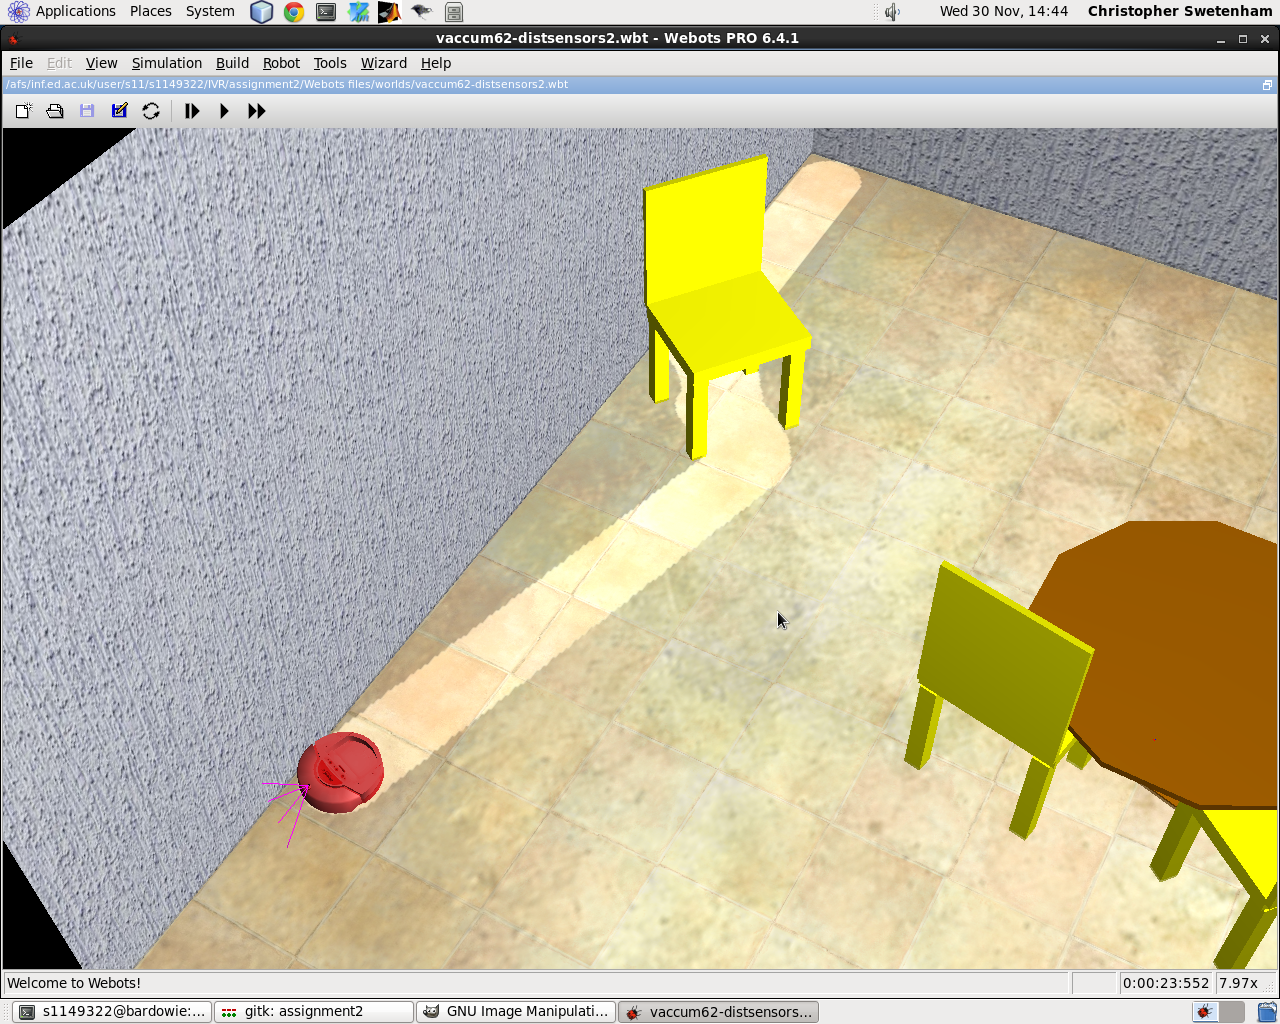 Applications Places System Wed 30 Nov, 14:44 Christopher Swetenham
vaccum62-distsensors2.wbt - Webots PRO 6.4.1
File Edit View Simulation Build Robot Tools Wizard Help
/afs/inf.ed.ac.uk/user/s11/s1149322/IVR/assignment2/Webots files/worlds/vaccum62-distsensors2.wbt
Welcome to Webots! 0:00:23:552 7.97x
s1149322@bardowie:... gitk: assignment2 GNU Image Manipulati... vaccum62-distsensors...